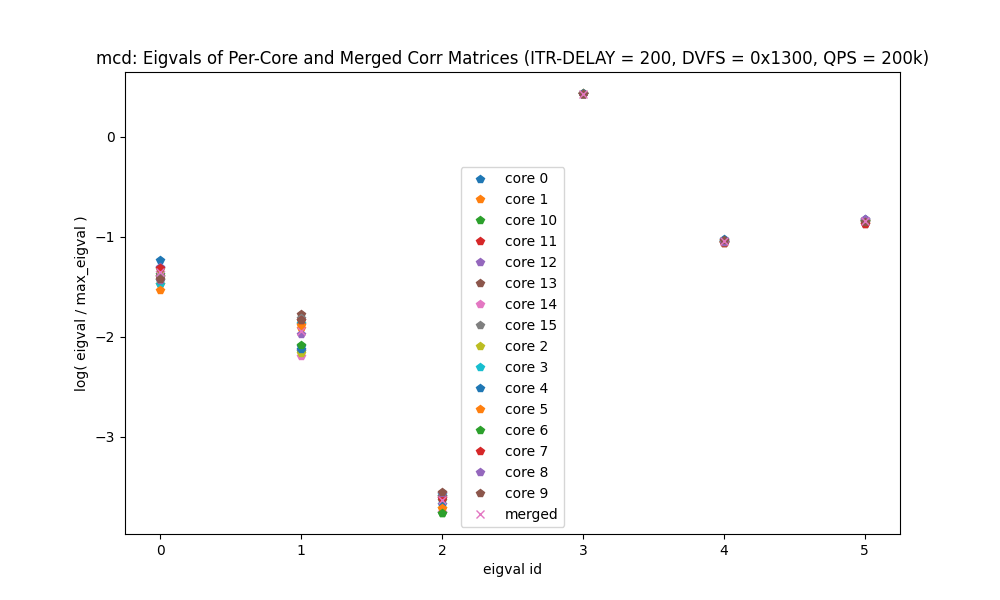 mcd: Eigvals of Per-Core and Merged Corr Matrices (ITR-DELAY = 200, DVFS = 0x1300, QPS = 200k)
log( eigval / max_eigval )
0
−1
−2
−3
core 0
core 1
core 10
core 11
core 12
core 13
core 14
core 15
core 2
core 3
core 4
core 5
core 6
core 7
core 8
core 9
merged
0 1 2 3 4 5
eigval id